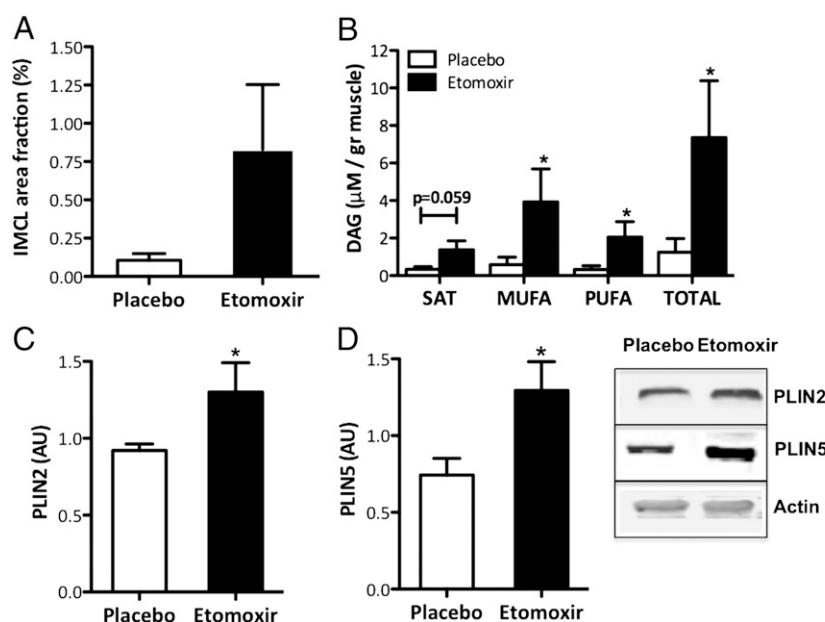 A
IMCL area fraction (%)
1.50
1.25
1.00
0.75
0.50
0.25
0.00
Placebo Etomoxir
B
DAG (μM / gr muscle)
12
10
8
6
4
2
0
Placebo
Etomoxir
p=0.059
*
*
*
SAT MUFA PUFA TOTAL
C
PLIN2 (AU)
1.5
1.0
0.5
0.0
*
Placebo Etomoxir
D
PLIN5 (AU)
1.5
1.0
0.5
0.0
*
Placebo Etomoxir
Placebo Etomoxir
PLIN2
PLIN5
Actin